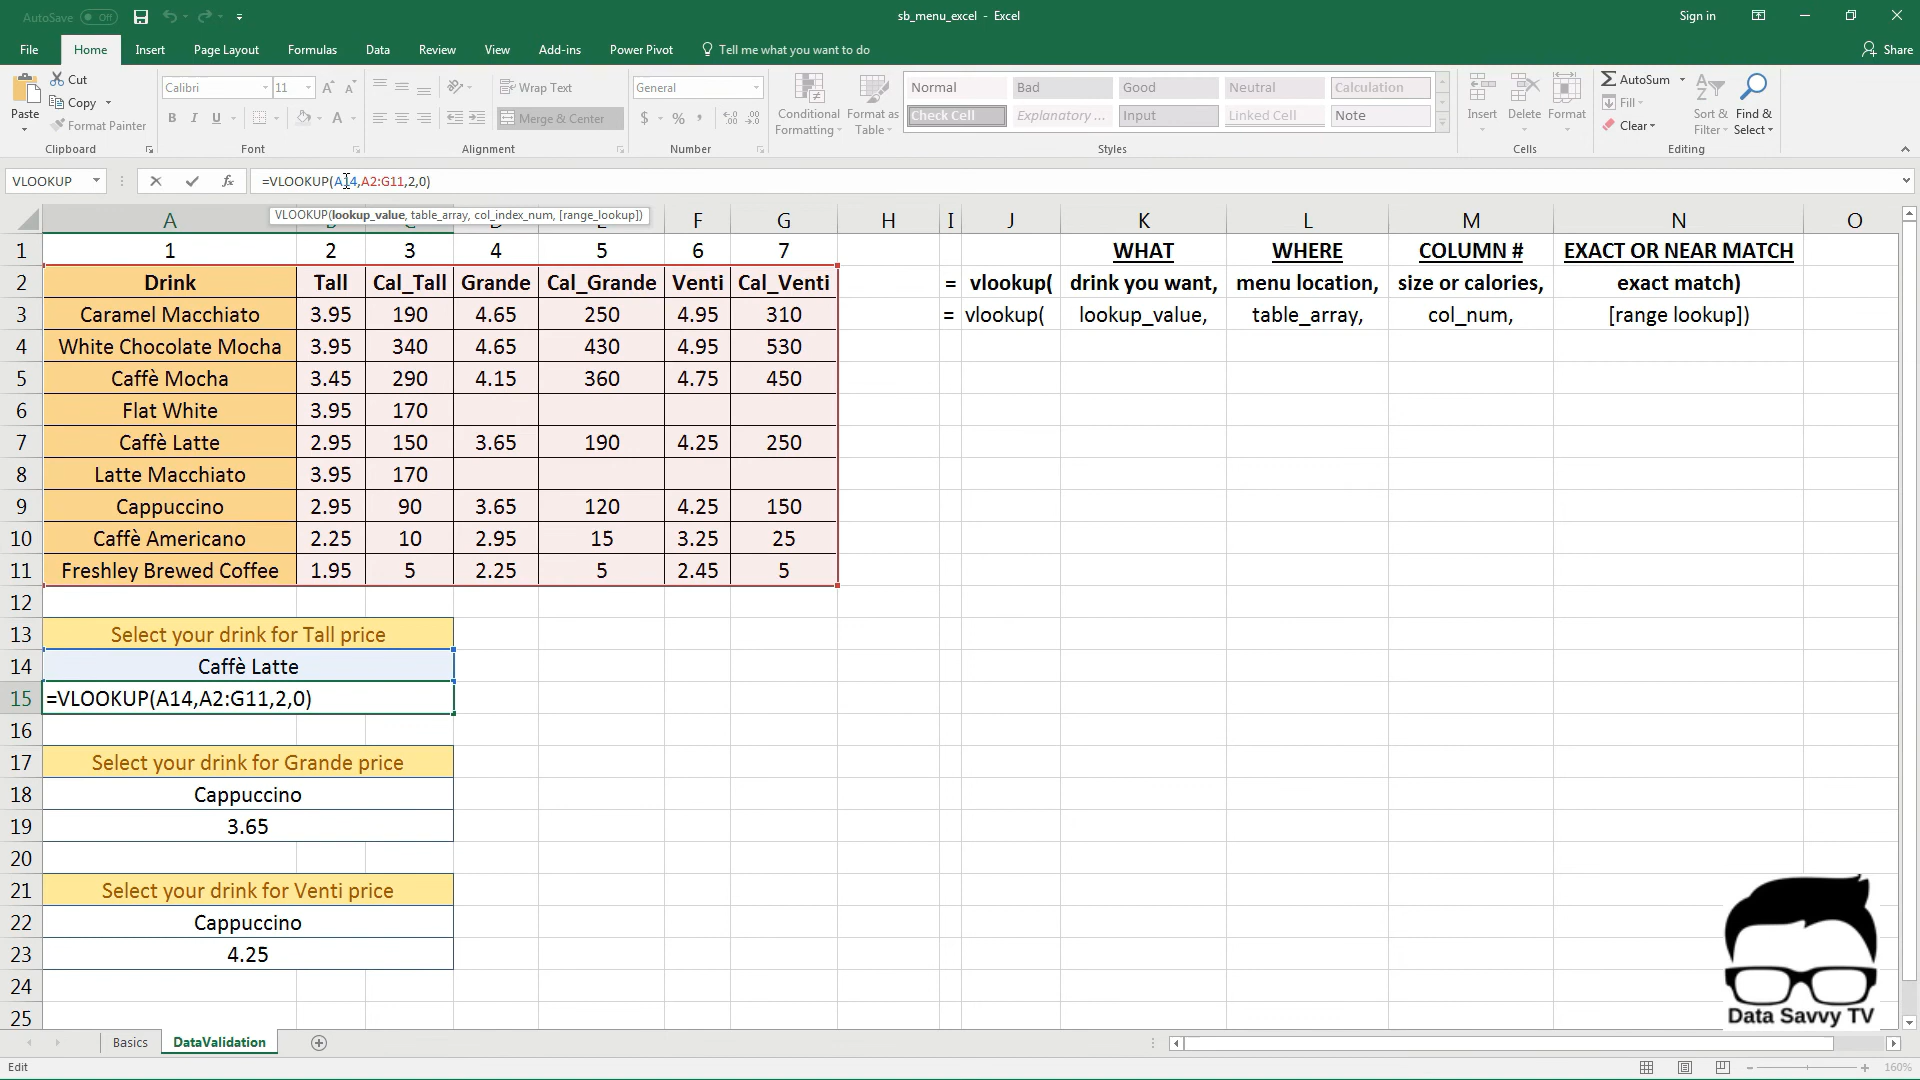 AutoSave Off sb_menu_excel - Excel Sign in
File Home Insert Page Layout Formulas Data Review View Add-ins Power Pivot Tell me what you want to do Share
Paste Cut Copy Format Painter
Calibri 11 B I U
Wrap Text Merge & Center
General $ %
Conditional Formatting Format as Table
Normal Bad Good Neutral Calculation
Check Cell Explanatory ... Input Linked Cell Note
Insert Delete Format
AutoSum Fill Clear Sort & Filter Find & Select
Clipboard Font Alignment Number Styles Cells Editing
VLOOKUP fx =VLOOKUP(A14,A2:G11,2,0)
VLOOKUP(lookup_value, table_array, col_index_num, [range_lookup])
A F G H I J K L M N O
1 1 2 3 4 5 6 7 WHAT WHERE COLUMN # EXACT OR NEAR MATCH
2 Drink Tall Cal_Tall Grande Cal_Grande Venti Cal_Venti = vlookup( drink you want, menu location, size or calories, exact match)
3 Caramel Macchiato 3.95 190 4.65 250 4.95 310 = vlookup( lookup_value, table_array, col_num, [range lookup])
4 White Chocolate Mocha 3.95 340 4.65 430 4.95 530
5 Caffè Mocha 3.45 290 4.15 360 4.75 450
6 Flat White 3.95 170
7 Caffè Latte 2.95 150 3.65 190 4.25 250
8 Latte Macchiato 3.95 170
9 Cappuccino 2.95 90 3.65 120 4.25 150
10 Caffè Americano 2.25 10 2.95 15 3.25 25
11 Freshley Brewed Coffee 1.95 5 2.25 5 2.45 5
12
13 Select your drink for Tall price
14 Caffè Latte
15 =VLOOKUP(A14,A2:G11,2,0)
16
17 Select your drink for Grande price
18 Cappuccino
19 3.65
20
21 Select your drink for Venti price
22 Cappuccino
23 4.25
24
25
Data Savvy TV
Basics DataValidation
Edit 160%